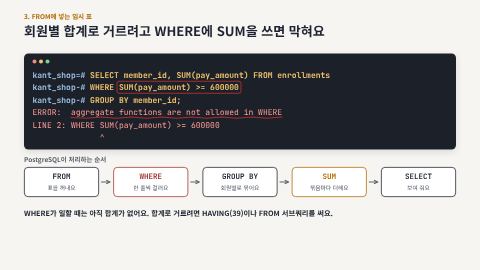 3. FROM에 넣는 임시 표
회원별 합계로 거르려고 WHERE에 SUM을 쓰면 막혀요
kant_shop=# SELECT member_id, SUM(pay_amount) FROM enrollments
kant_shop-# WHERE SUM(pay_amount) >= 600000
kant_shop-# GROUP BY member_id;
ERROR:  aggregate functions are not allowed in WHERE
LINE 2: WHERE SUM(pay_amount) >= 600000
^
PostgreSQL이 처리하는 순서
FROM → WHERE → GROUP BY → SUM → SELECT
표를 꺼내요 한 줄씩 걸러요 회원별로 묶어요 묶음마다 더해요 보여 줘요
WHERE가 일할 때는 아직 합계가 없어요. 합계로 거르려면 HAVING(39)이나 FROM 서브쿼리를 써요.